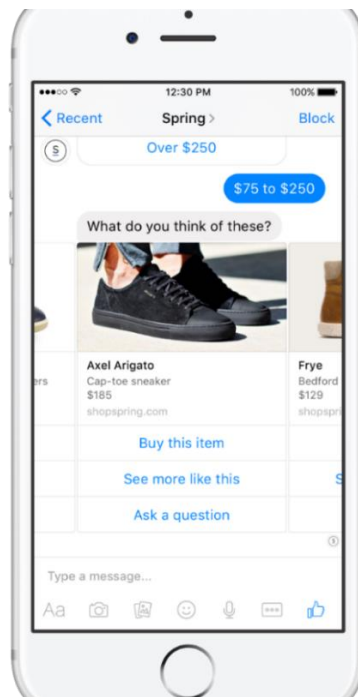 12:30 PM
100%
Recent
Spring
Block
S
Over $250
$75 to $250
What do you think of these?
ers
Axel Arigato
Cap-toe sneaker
$185
shopspring.com
Frye
Bedford
$129
shopspri
Buy this item
See more like this
S
Ask a question
Type a message...
Aa